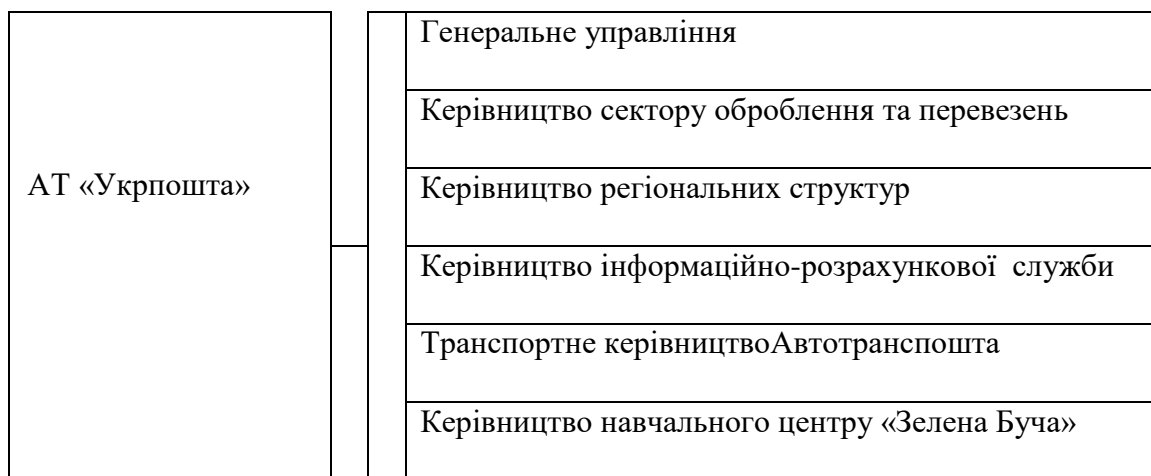 АТ «Укрпошта»
Генеральне управління
Керівництво сектору оброблення та перевезень
Керівництво регіональних структур
Керівництво інформаційно-розрахункової  служби
Транспортне керівництвоАвтотранспошта
Керівництво навчального центру «Зелена Буча»